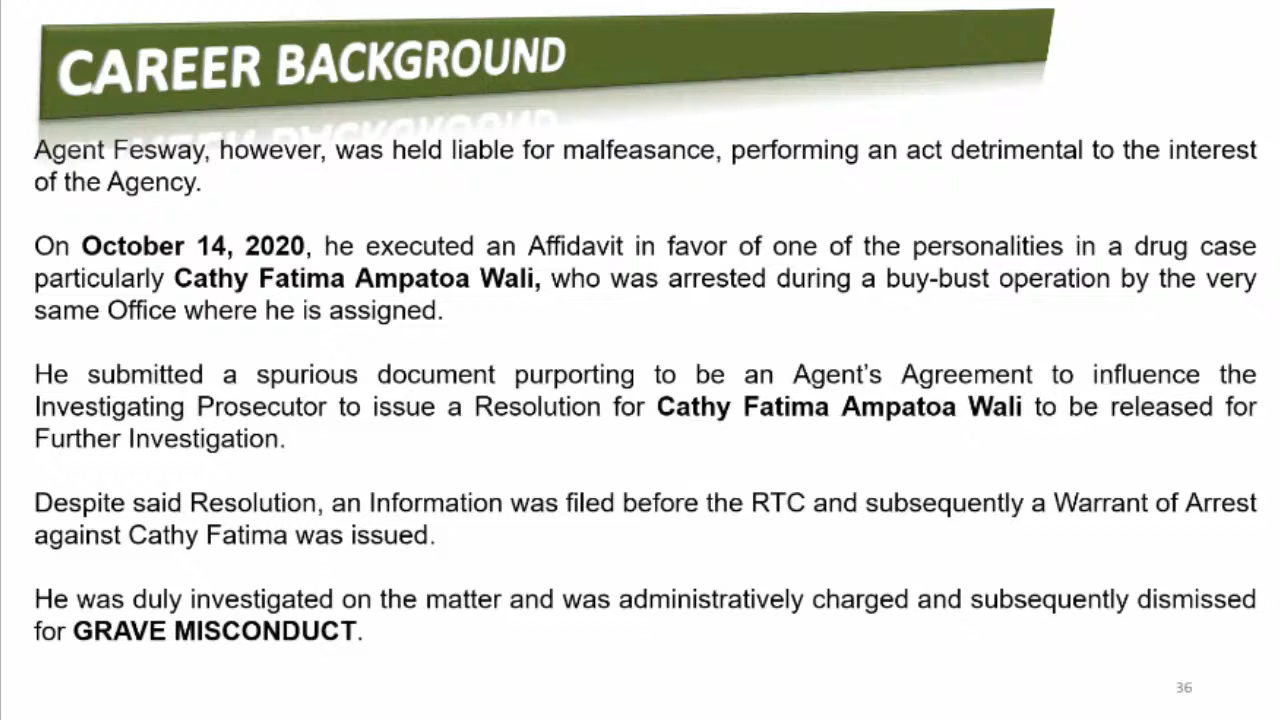 CAREER BACKGROUND
Agent Fesway, however, was held liable for malfeasance, performing an act detrimental to the interest
of the Agency.
On October 14, 2020, he executed an Affidavit in favor of one of the personalities in a drug case
particularly Cathy Fatima Ampatoa Wali, who was arrested during a buy-bust operation by the very
same Office where he is assigned.
He submitted a spurious document purporting to be an Agent's Agreement to influence the
Investigating Prosecutor to issue a Resolution for Cathy Fatima Ampatoa Wali to be released for
Further Investigation.
Despite said Resolution, an Information was filed before the RTC and subsequently a Warrant of Arrest
against Cathy Fatima was issued.
He was duly investigated on the matter and was administratively charged and subsequently dismissed
for GRAVE MISCONDUCT.
36